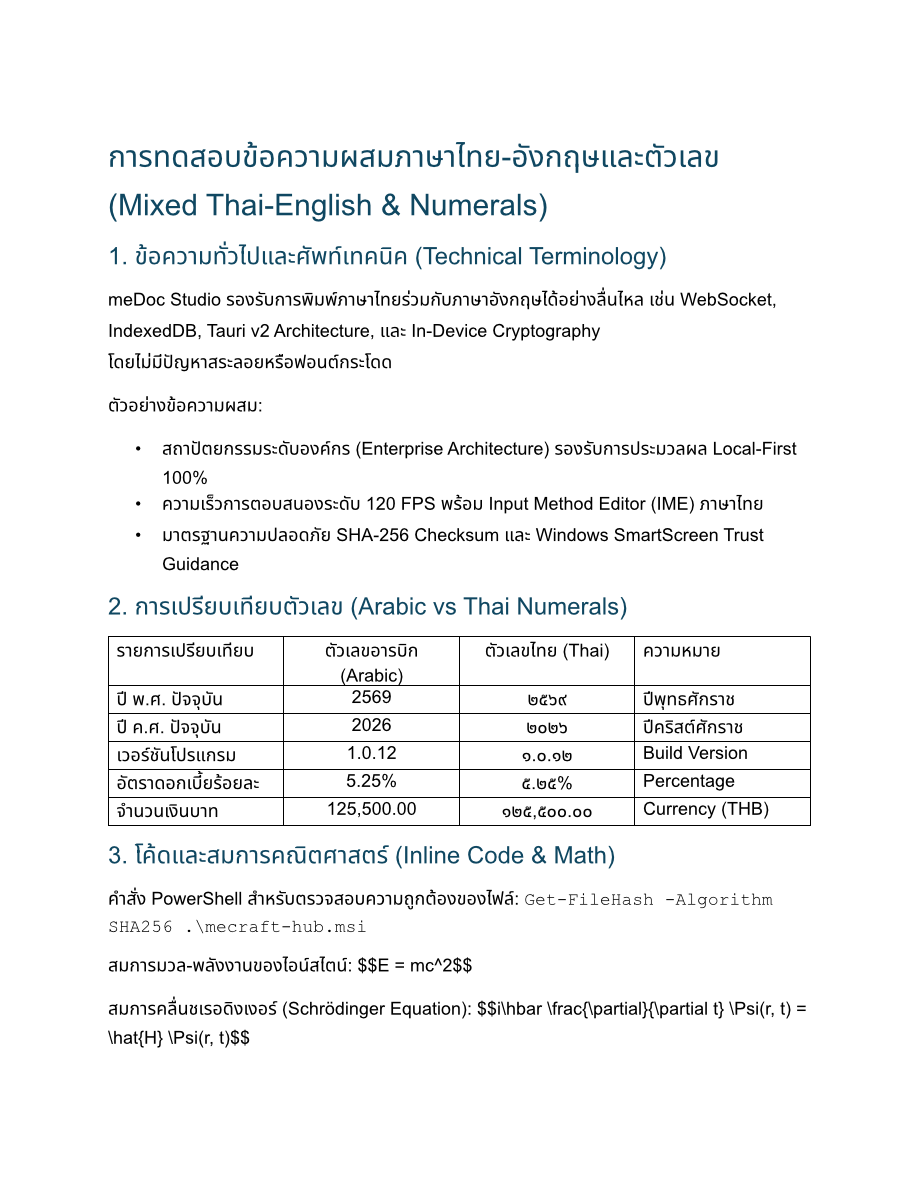 การทดสอบข้อความผสมภาษาไทย-อังกฤษและตัวเลข
(Mixed Thai-English & Numerals)
1. ข้อความทั่วไปและศัพท์เทคนิค (Technical Terminology)
meDoc Studio รองรับการพิมพ์ภาษาไทยร่วมกับภาษาอังกฤษได้อย่างลื่นไหล เช่น WebSocket,
IndexedDB, Tauri v2 Architecture, และ In-Device Cryptography
โดยไม่มีปัญหาสระลอยหรือฟอนต์กระโดด
ตัวอย่างข้อความผสม:
• สถาปัตยกรรมระดับองค์กร (Enterprise Architecture) รองรับการประมวลผล Local-First
100%
• ความเร็วการตอบสนองระดับ 120 FPS พร้อม Input Method Editor (IME) ภาษาไทย
• มาตรฐานความปลอดภัย SHA-256 Checksum และ Windows SmartScreen Trust
Guidance
2. การเปรียบเทียบตัวเลข (Arabic vs Thai Numerals)
รายการเปรียบเทียบ ตัวเลขอารบิก (Arabic) ตัวเลขไทย (Thai) ความหมาย
ปี พ.ศ. ปัจจุบัน 2569 ๒๕๖๙ ปีพุทธศักราช
ปี ค.ศ. ปัจจุบัน 2026 ๒๐๒๖ ปีคริสต์ศักราช
เวอร์ชันโปรแกรม 1.0.12 ๑.๐.๑๒ Build Version
อัตราดอกเบี้ยร้อยละ 5.25% ๕.๒๕% Percentage
จำนวนเงินบาท 125,500.00 ๑๒๕,๕๐๐.๐๐ Currency (THB)
3. โค้ดและสมการคณิตศาสตร์ (Inline Code & Math)
คำสั่ง PowerShell สำหรับตรวจสอบความถูกต้องของไฟล์: Get-FileHash -Algorithm
SHA256 .\mecraft-hub.msi
สมการมวล-พลังงานของไอน์สไตน์: $$E = mc^2$$
สมการคลื่นชเรอดิงเงอร์ (Schrödinger Equation): $$i\hbar \frac{\partial}{\partial t} \Psi(r, t) =
\hat{H} \Psi(r, t)$$